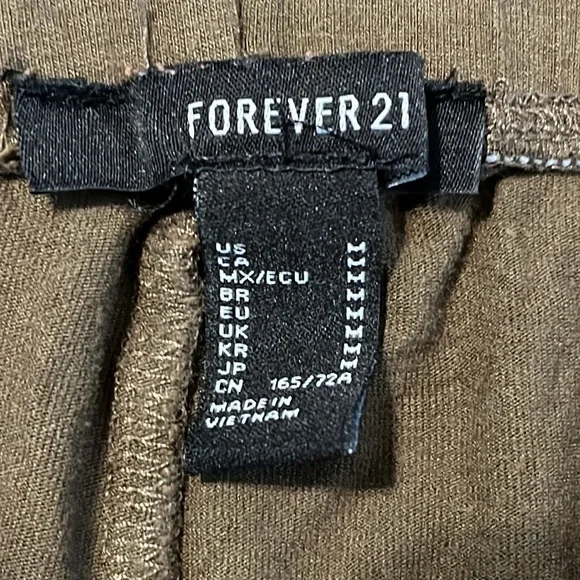 FOREVER 21
US M
CA M
MX/ECU M
BR M
EU M
UK M
KR M
JP M
CN 165/72A
MADE IN
VIETNAM